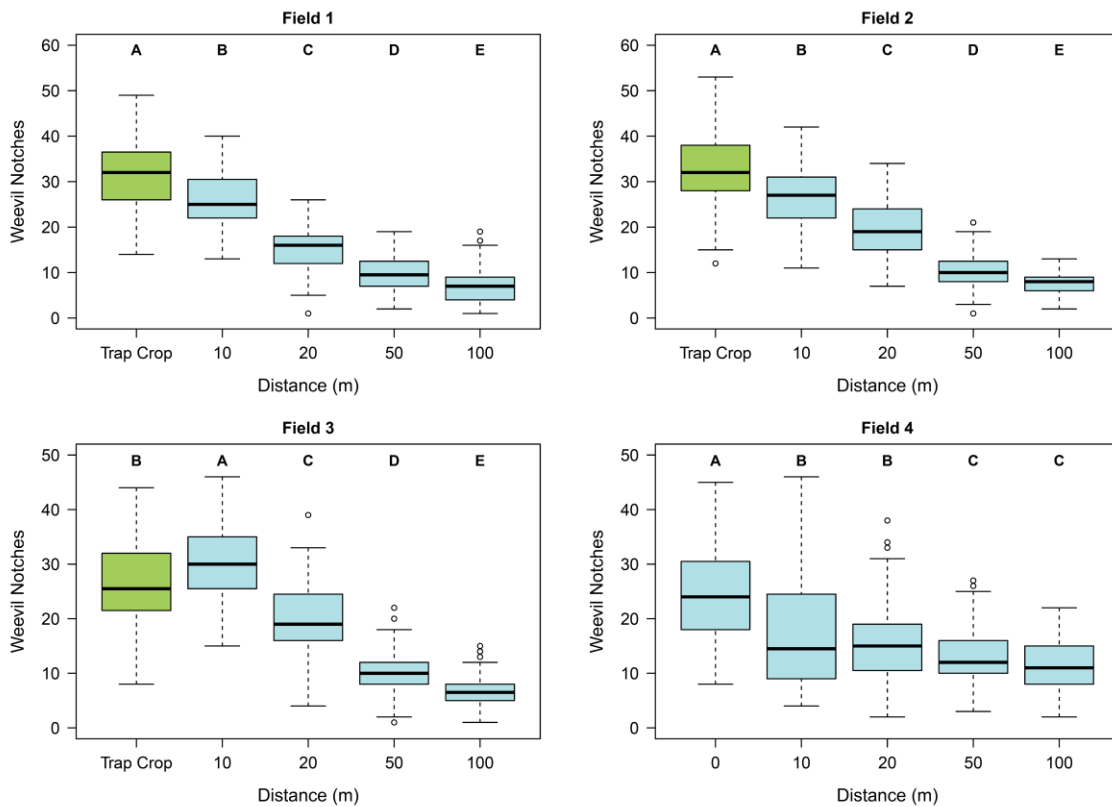 Field 1
A B C D E
60
50
40
30
20
10
0
Weevil Notches
Trap Crop 10 20 50 100
Distance (m)
Field 2
A B C D E
60
50
40
30
20
10
0
Weevil Notches
Trap Crop 10 20 50 100
Distance (m)
Field 3
B A C D E
50
40
30
20
10
0
Weevil Notches
Trap Crop 10 20 50 100
Distance (m)
Field 4
A B B C C
50
40
30
20
10
0
Weevil Notches
0 10 20 50 100
Distance (m)